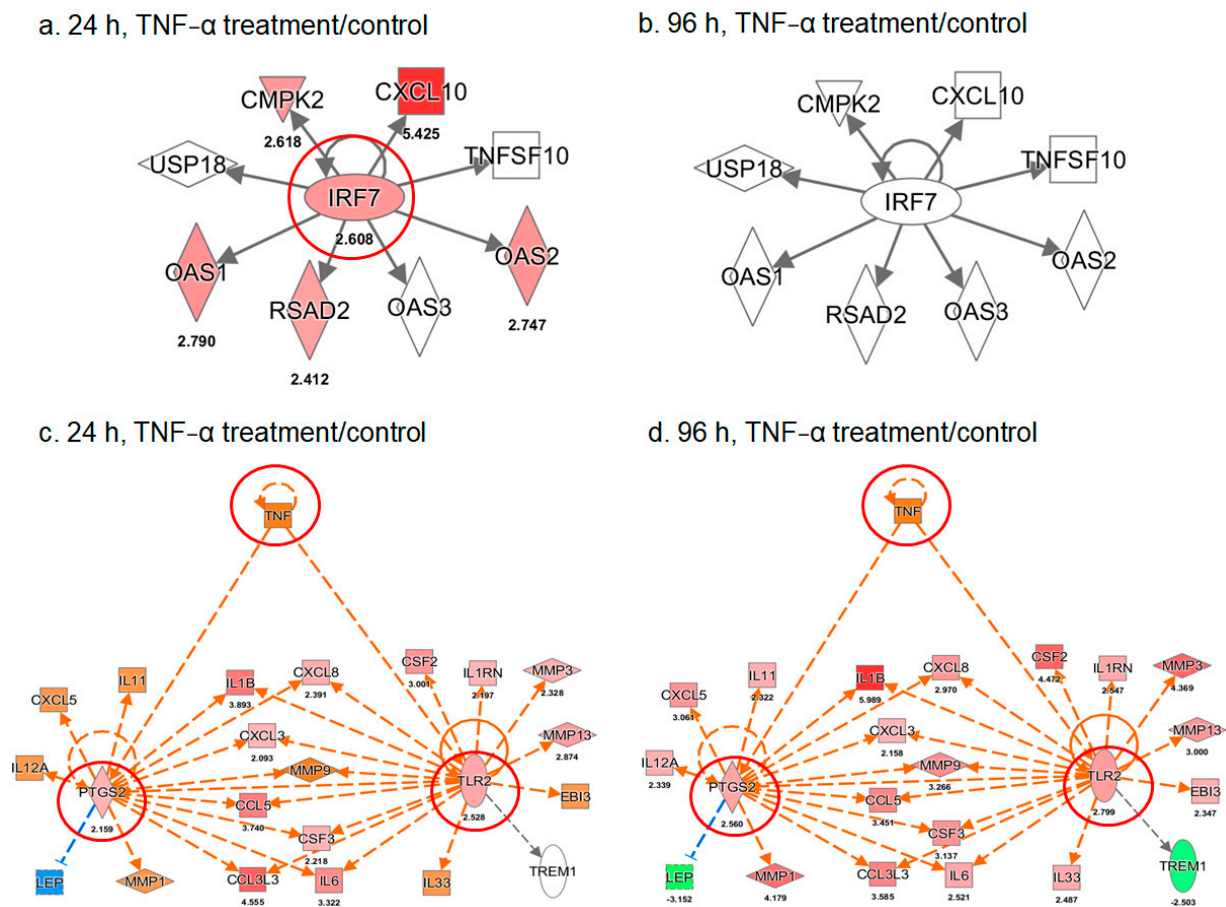 a. 24 h, TNF-α treatment/control
CMPK2
2.618
CXCL10
5.425
USP18
TNFSF10
IRF7
2.608
OAS1
2.790
RSAD2
2.412
OAS3
OAS2
2.747
b. 96 h, TNF-α treatment/control
CMPK2
CXCL10
USP18
TNFSF10
IRF7
OAS1
RSAD2
OAS3
OAS2
c. 24 h, TNF-α treatment/control
TNF
CXCL5
IL11
IL1B
3.893
CXCL8
2.391
CSF2
3.001
IL1RN
2.197
MMP3
2.328
CXCL3
2.093
MMP13
2.874
IL12A
PTGS2
2.159
MMP9
TLR2
2.528
EBI3
CCL5
3.740
CSF3
2.218
LEP
MMP1
CCL3L3
4.555
IL6
3.322
IL33
TREM1
d. 96 h, TNF-α treatment/control
TNF
CXCL5
3.061
IL11
2.322
IL1B
5.989
CXCL8
2.970
CSF2
4.472
IL1RN
2.547
MMP3
4.369
CXCL3
2.158
MMP13
3.000
IL12A
2.339
PTGS2
2.560
MMP9
3.266
TLR2
2.799
EBI3
2.347
CCL5
3.451
CSF3
3.137
LEP
-3.152
MMP1
4.179
CCL3L3
3.585
IL6
2.521
IL33
2.487
TREM1
-2.503